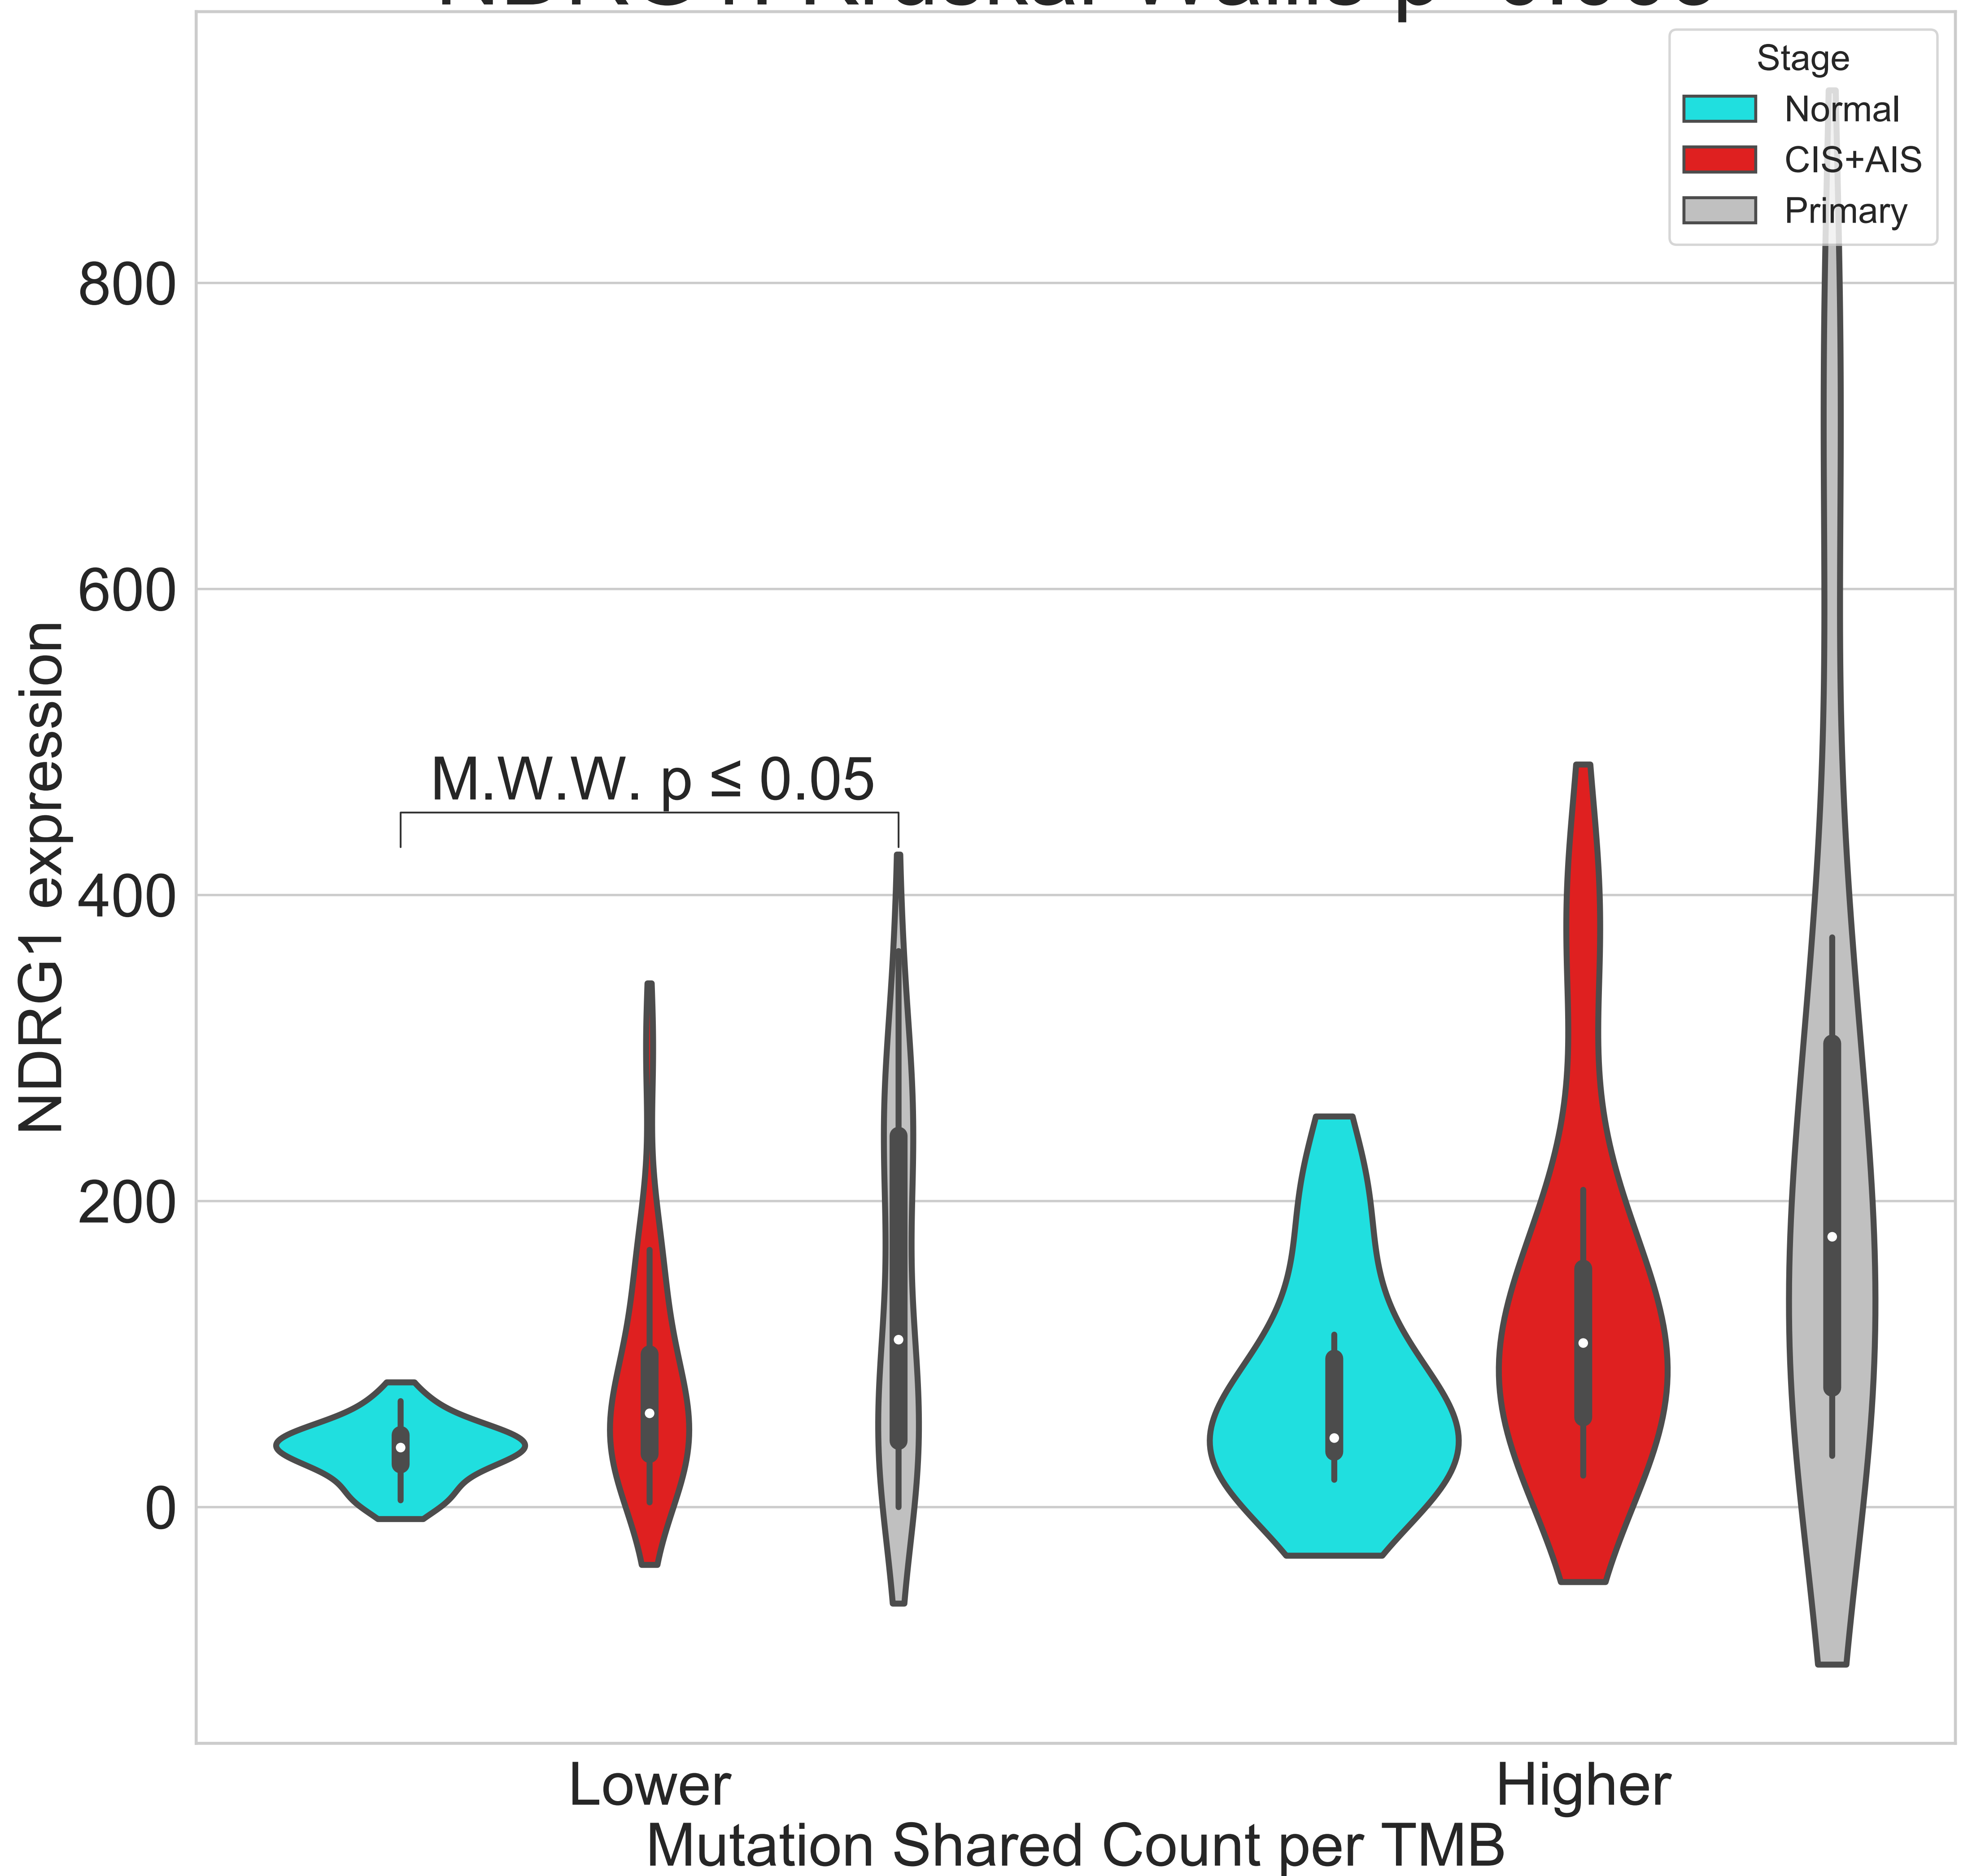 Stage
Normal
CIS+AIS
Primary
800
600
400
200
0
NDRG1 expression
M.W.W. p ≤ 0.05
Lower
Higher
Mutation Shared Count per TMB